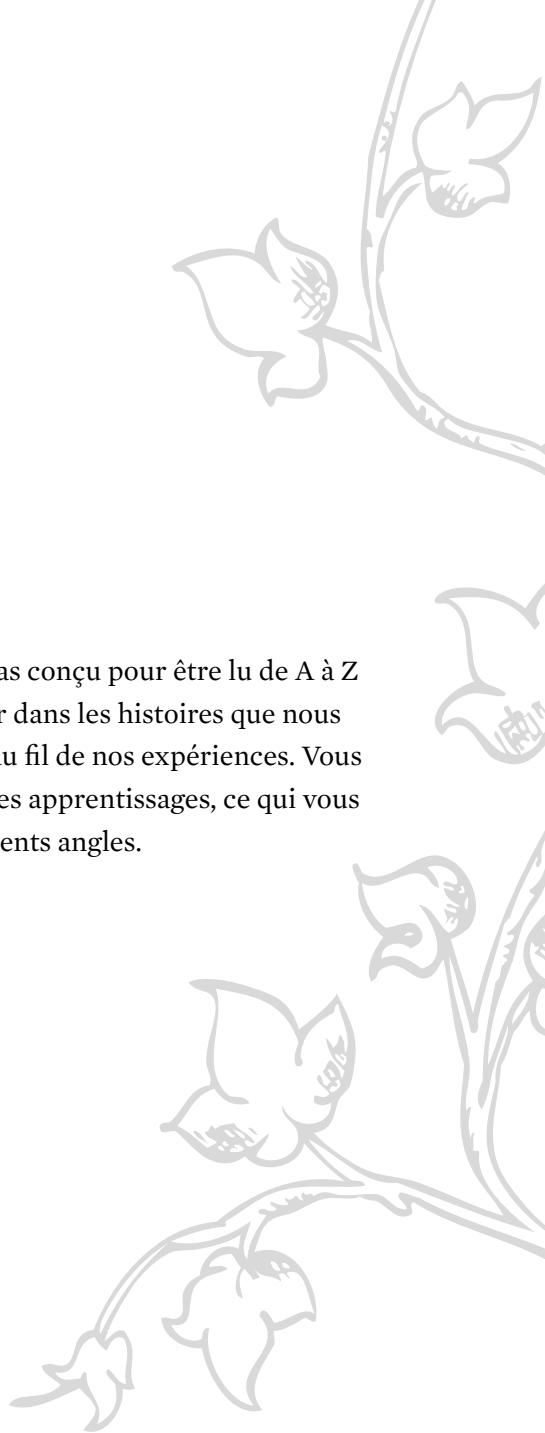 as conçu pour être lu de A à Z
r dans les histoires que nous
u fil de nos expériences. Vous
es apprentissages, ce qui vous
ents angles.